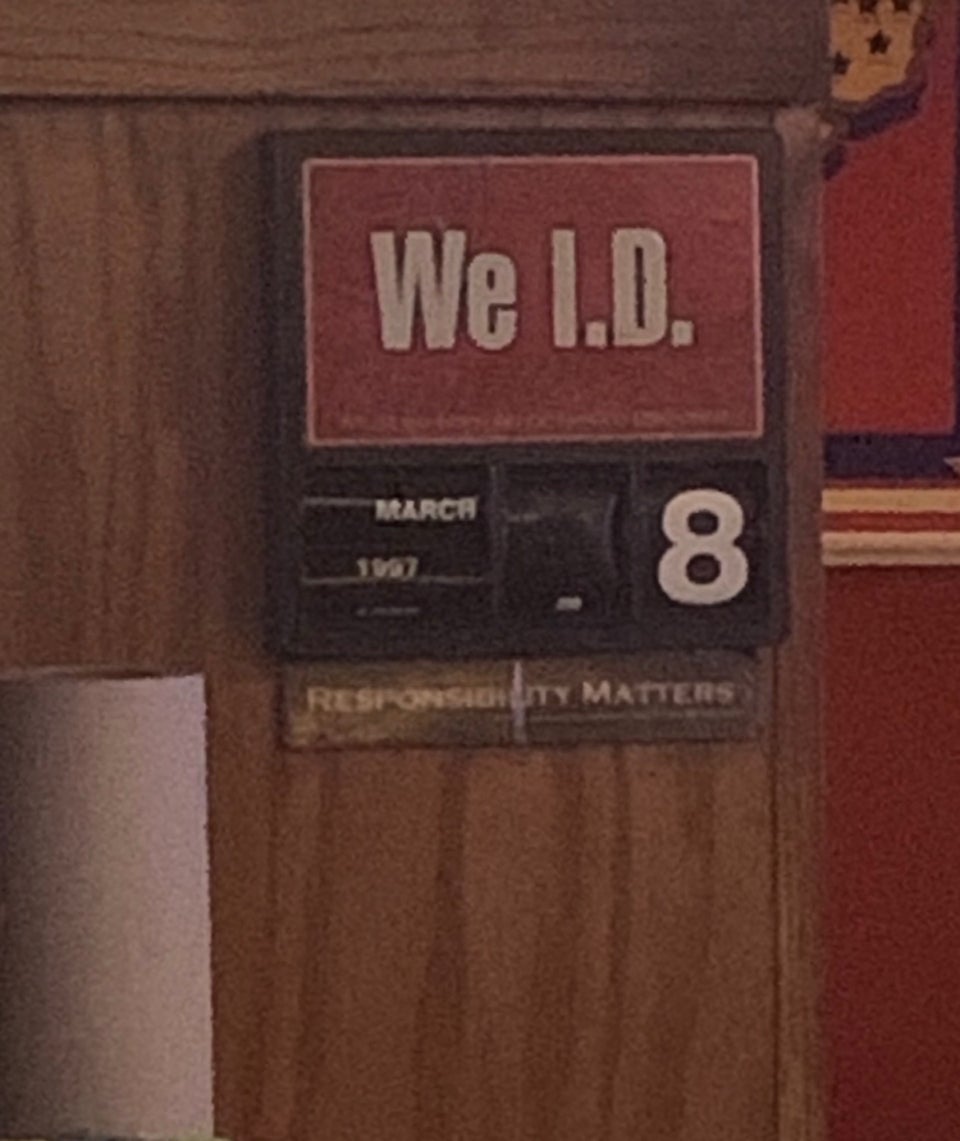 We I.D.
MARCH
8
1997
RESPONSIBILITY MATTERS